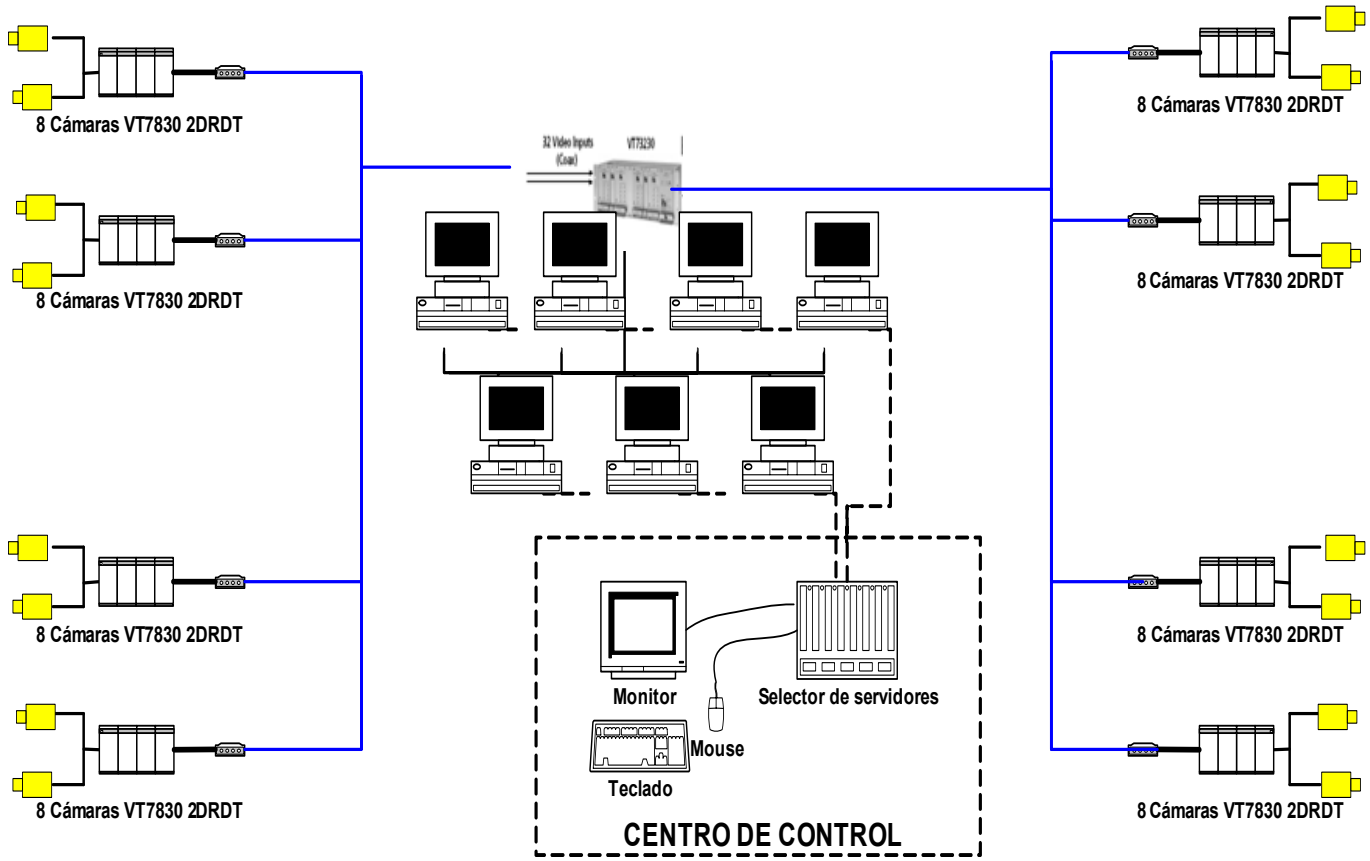 8 Cámaras VT7830 2DRDT
8 Cámaras VT7830 2DRDT
32 Video Inputs
(Coax)
VT73230
8 Cámaras VT7830 2DRDT
8 Cámaras VT7830 2DRDT
8 Cámaras VT7830 2DRDT
8 Cámaras VT7830 2DRDT
Monitor
Selector de servidores
Mouse
Teclado
8 Cámaras VT7830 2DRDT
8 Cámaras VT7830 2DRDT
CENTRO DE CONTROL